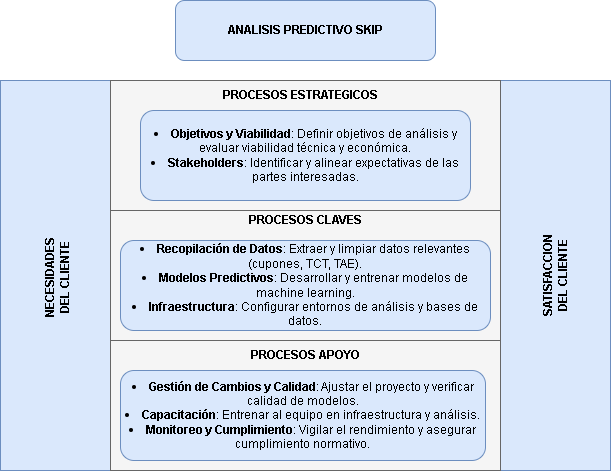 ANALISIS PREDICTIVO SKIP
NECESIDADES
DEL CLIENTE
PROCESOS ESTRATEGICOS
• Objetivos y Viabilidad: Definir objetivos de análisis y
evaluar viabilidad técnica y económica.
• Stakeholders: Identificar y alinear expectativas de las
partes interesadas.
PROCESOS CLAVES
• Recopilación de Datos: Extraer y limpiar datos relevantes
(cupones, TCT, TAE).
• Modelos Predictivos: Desarrollar y entrenar modelos de
machine learning.
• Infraestructura: Configurar entornos de análisis y bases de
datos.
PROCESOS APOYO
• Gestión de Cambios y Calidad: Ajustar el proyecto y verificar
calidad de modelos.
• Capacitación: Entrenar al equipo en infraestructura y análisis.
• Monitoreo y Cumplimiento: Vigilar el rendimiento y asegurar
cumplimiento normativo.
SATISFACCION
DEL CLIENTE